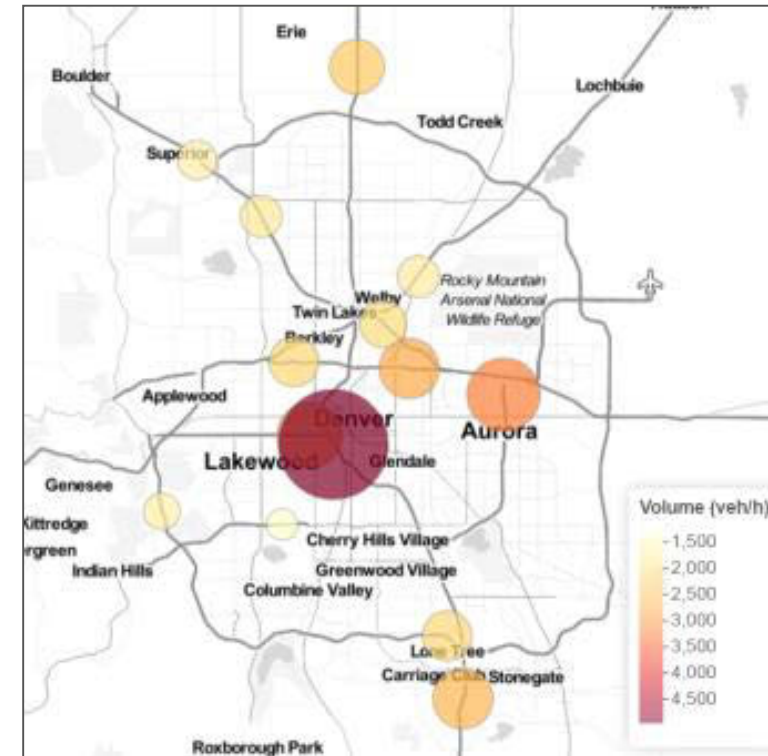 Erie
Boulder
Lochbuie
Todd Creek
Superior
Rocky Mountain
Arsenal National
Wildlife Refuge
Welby
Twin Lakes
Berkley
Applewood
Denver
Aurora
Lakewood
Glendale
Genesee
Kittredge
rgreen
Cherry Hills Village
Indian Hills
Greenwood Village
Columbine Valley
Lone Tree
Carriage Club Stonegate
Roxborough Park
Volume (veh/h)
1,500
2,000
2,500
3,000
3,500
4,000
4,500